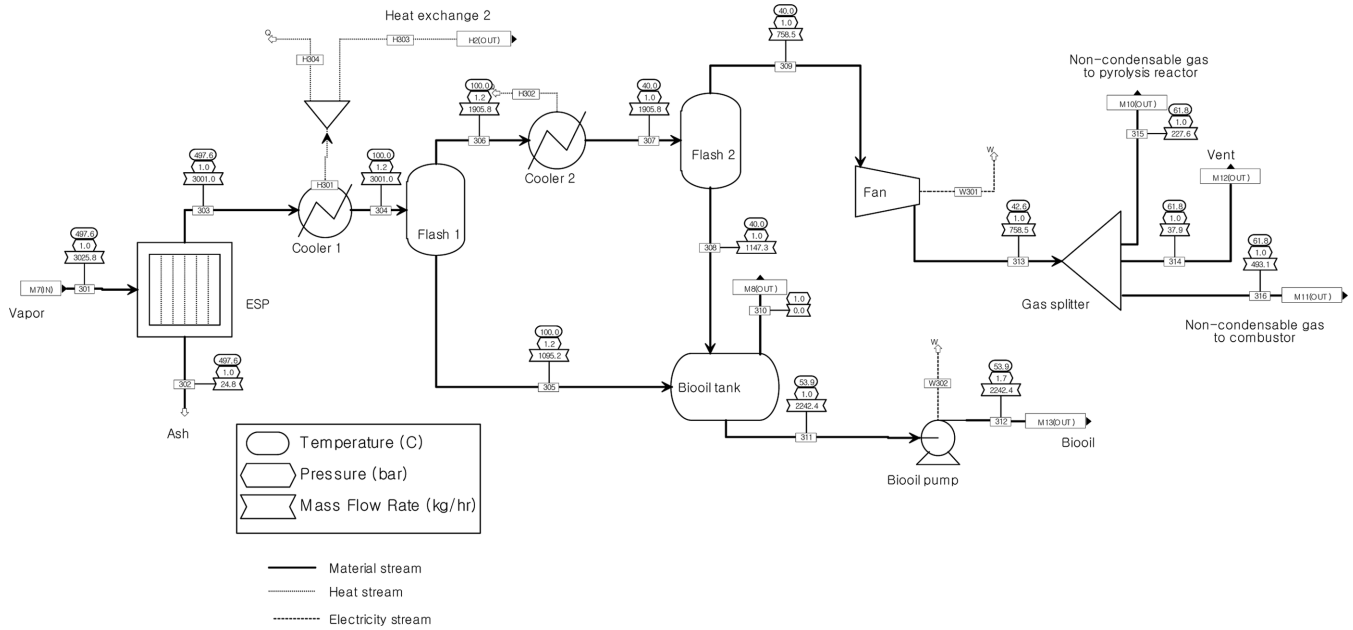 Heat exchange 2
Q
H304
H303
H2(OUT)
40.0
1.0
758.5
309
Non-condensable gas
to pyrolysis reactor
M10(OUT)
61.8
1.0
227.6
315
100.0
1.2
1905.8
306
H302
Cooler 2
40.0
1.0
1905.8
307
Flash 2
W
Vent
M12(OUT)
497.6
1.0
3001.0
303
H301
Cooler 1
100.0
1.2
3001.0
304
Flash 1
Fan
W301
42.6
1.0
758.5
313
Gas splitter
61.8
1.0
37.9
314
61.8
1.0
493.1
316
M11(OUT)
Non-condensable gas
to combustor
497.6
1.0
3025.8
M7(IN)
301
Vapor
ESP
40.0
1.0
1147.3
308
M8(OUT)
310
1.0
0.0
497.6
1.0
24.8
302
Ash
100.0
1.2
1095.2
305
Biooil tank
53.9
1.0
2242.4
311
W
W302
Biooil pump
53.9
1.7
2242.4
312
M13(OUT)
Biooil
Temperature (C)
Pressure (bar)
Mass Flow Rate (kg/hr)
Material stream
Heat stream
Electricity stream